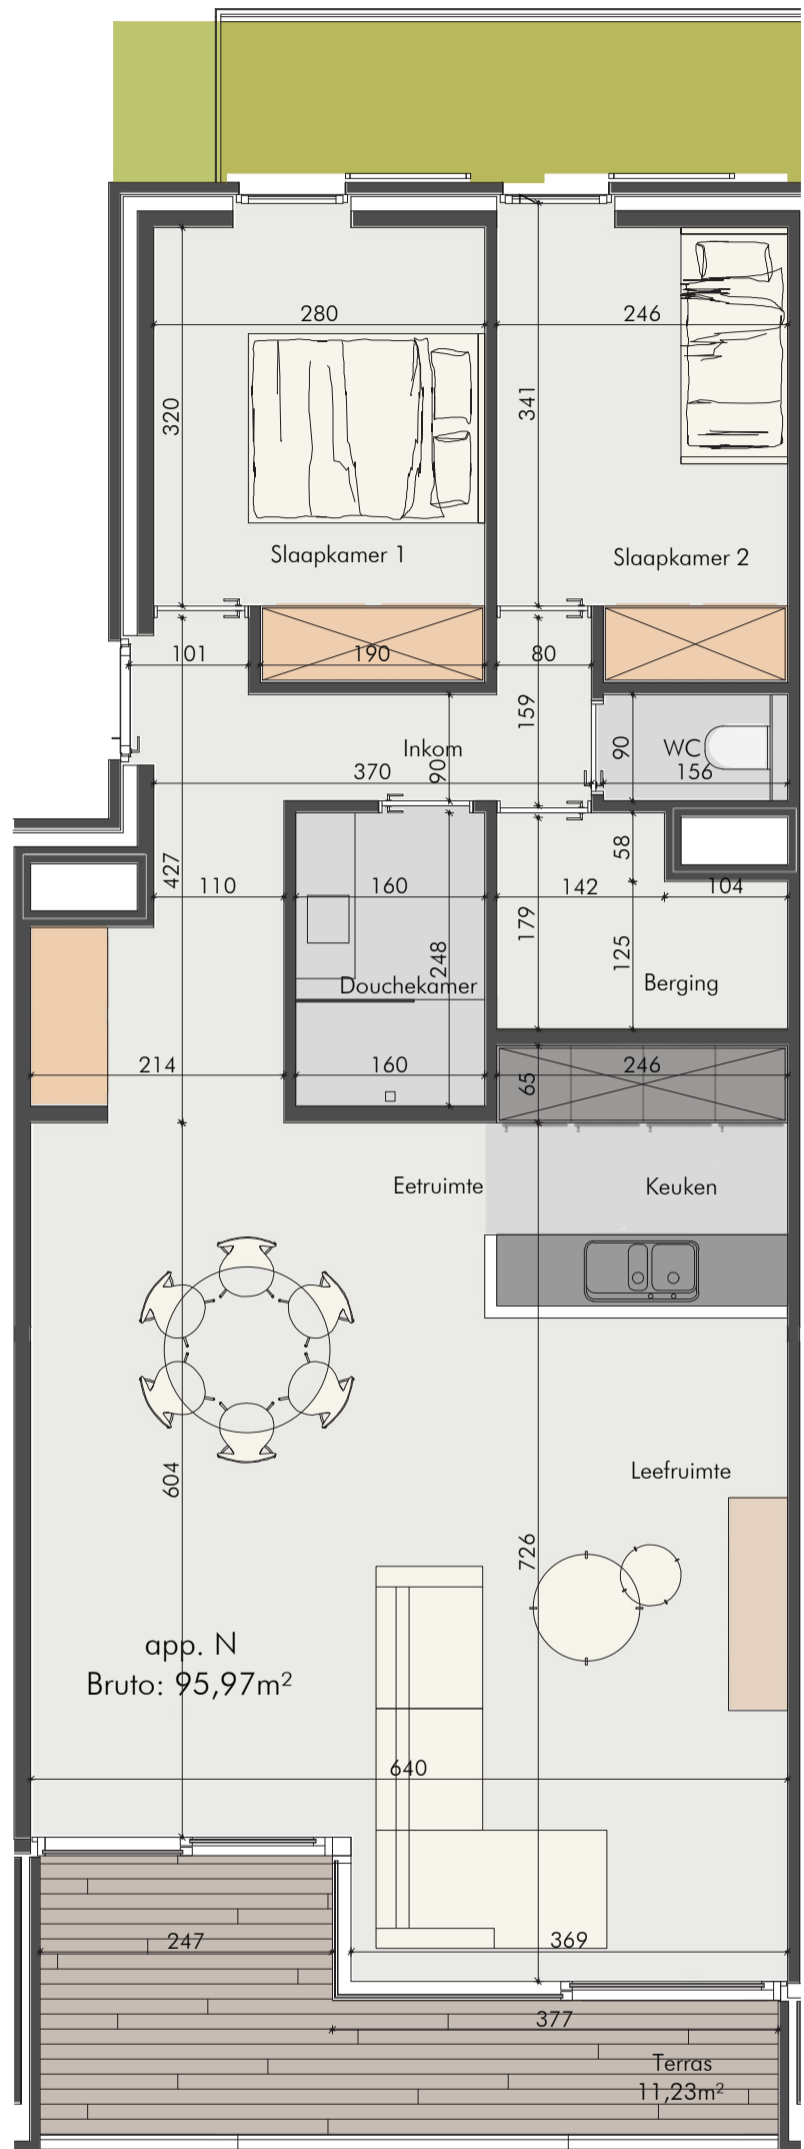 280
246
320
341
Slaapkamer 1
Slaapkamer 2
101
190
80
159
Inkom
90
90
WC
370
156
427
110
160
142
58
104
179
248
125
Douchekamer
Berging
214
160
65
246
Eetruimte
Keuken
604
Leefruimte
726
app. N
Bruto: 95,97m²
640
247
369
377
Terras
11,23m²